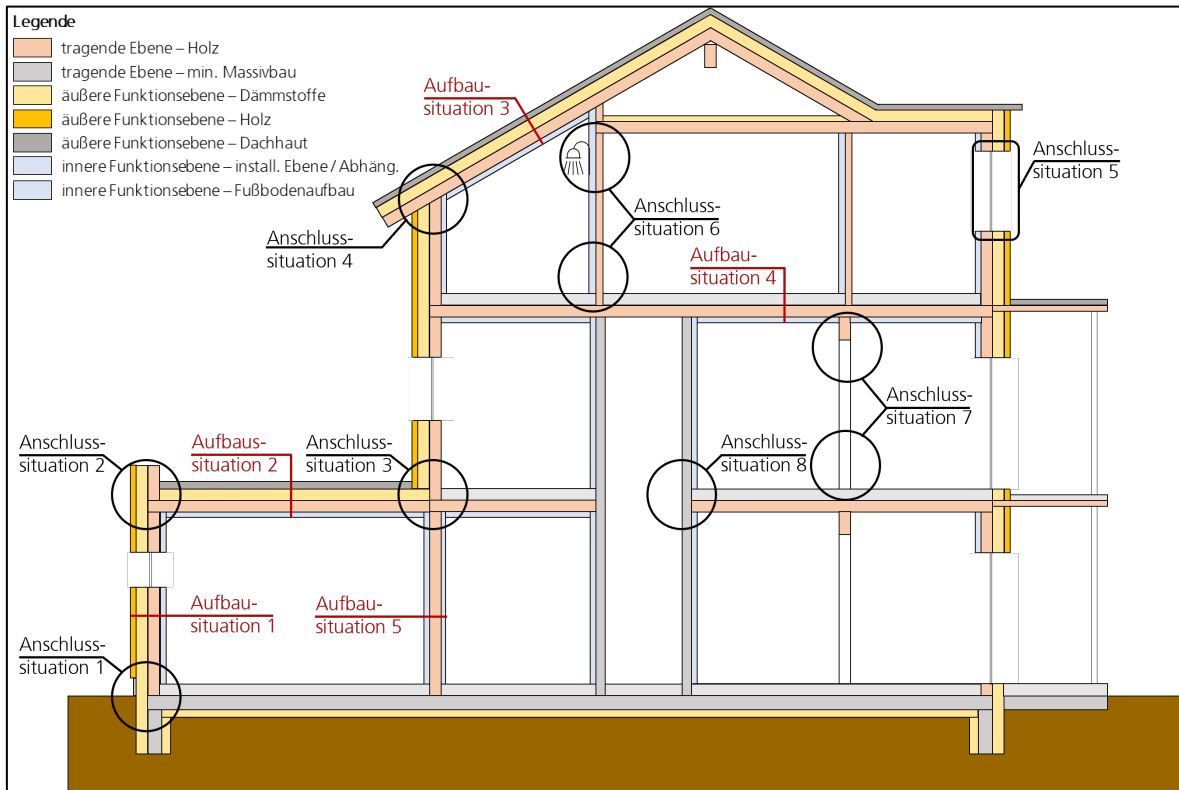 Legende
tragende Ebene – Holz
tragende Ebene – min. Massivbau
äußere Funktionsebene – Dämmstoffe
äußere Funktionsebene – Holz
äußere Funktionsebene – Dachhaut
innere Funktionsebene – install. Ebene / Abhäng.
innere Funktionsebene – Fußbodenaufbau
Aufbau-
situation 3
Anschluss-
situation 5
Anschluss-
situation 4
Anschluss-
situation 6
Aufbau-
situation 4
Anschluss-
situation 7
Anschluss-
situation 2
Aufbaus-
situation 2
Anschluss-
situation 3
Anschluss-
situation 8
Aufbau-
situation 1
Aufbau-
situation 5
Anschluss-
situation 1